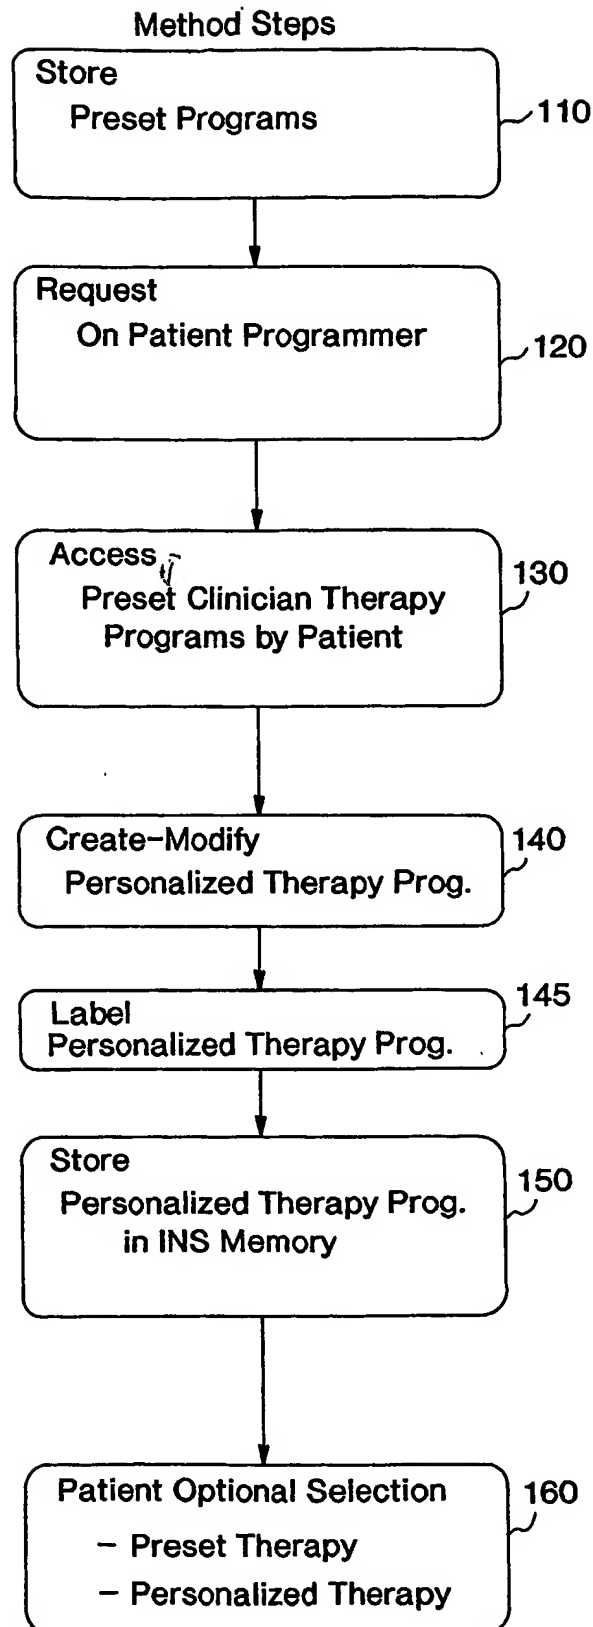 Method Steps
Store
Preset Programs
110
Request
On Patient Programmer
120
Access
Preset Clinician Therapy
Programs by Patient
130
Create-Modify
Personalized Therapy Prog.
140
Label
Personalized Therapy Prog.
145
Store
Personalized Therapy Prog.
in INS Memory
150
Patient Optional Selection
- Preset Therapy
- Personalized Therapy
160